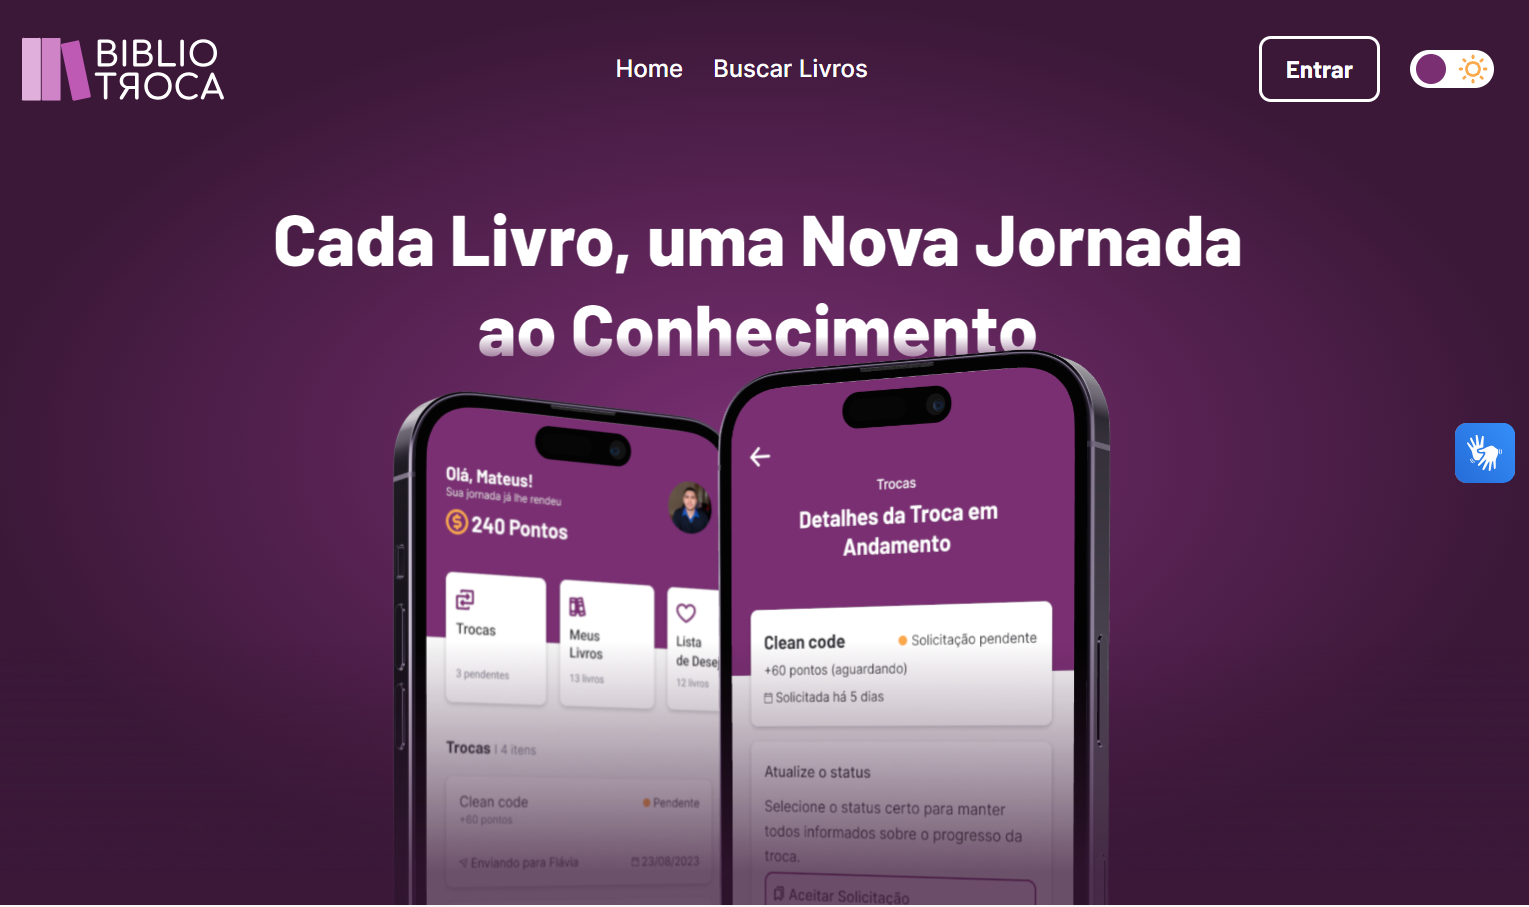 BIBLIO
TROCA
Home
Buscar Livros
Entrar
Cada Livro, uma Nova Jornada
ao Conhecimento
Olá, Mateus!
Sua jornada já lhe rendeu
240 Pontos
Trocas
3 pendentes
Meus
Livros
13 livros
Lista
de Desej
12 livros
Trocas | 4 itens
Clean code
Pendente
+60 pontos
Enviando para Flávia
23/08/2023
Trocas
Detalhes da Troca em
Andamento
Clean code
Solicitação pendente
+60 pontos (aguardando)
Solicitada há 5 dias
Atualize o status
Selecione o status certo para manter
todos informados sobre o progresso da
troca.
Aceitar Solicitação